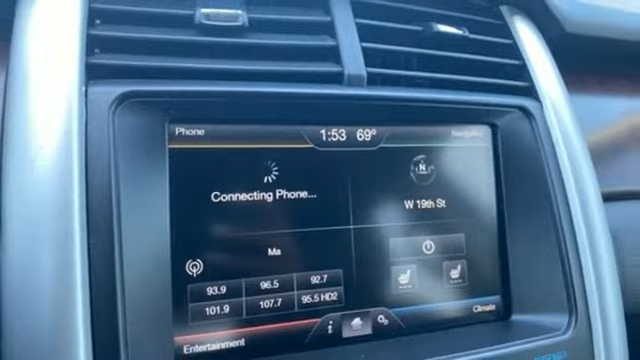 Phone 1:53 69° Navigation
N
Connecting Phone...
W 19th St
Ma
93.9 96.5 92.7
101.9 107.7 95.5 HD2
Entertainment
i
Climate